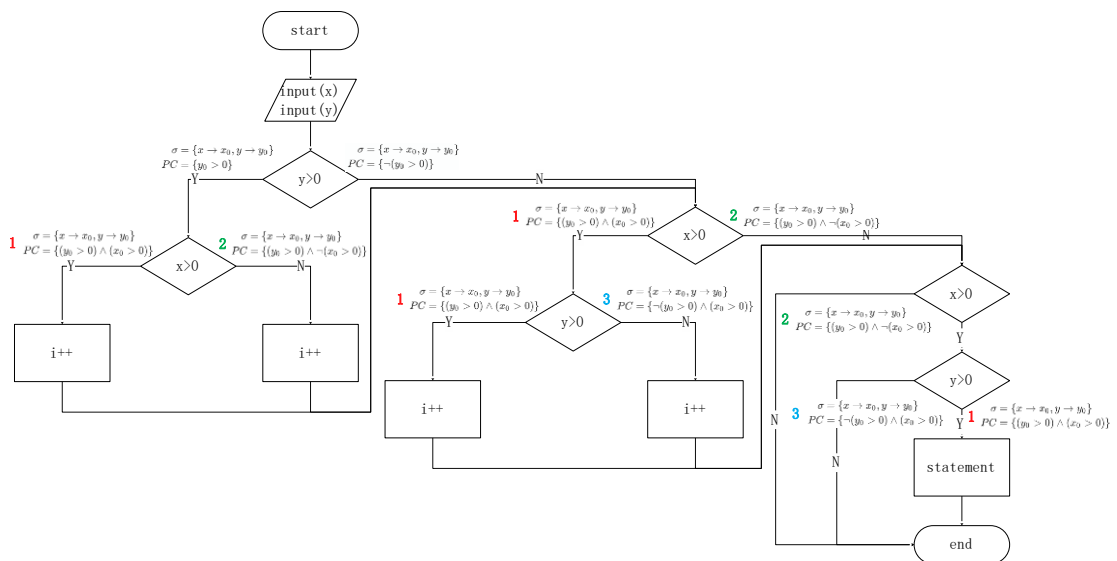 start
input(x)
input(y)
σ = {x → x₀, y → y₀}
PC = {y₀ > 0}
σ = {x → x₀, y → y₀}
PC = {¬(y₀ > 0)}
y>0
Y
N
1
σ = {x → x₀, y → y₀}
PC = {(y₀ > 0) ∧ (x₀ > 0)}
2
σ = {x → x₀, y → y₀}
PC = {(y₀ > 0) ∧ ¬(x₀ > 0)}
x>0
Y
N
i++
i++
1
σ = {x → x₀, y → y₀}
PC = {(y₀ > 0) ∧ (x₀ > 0)}
2
σ = {x → x₀, y → y₀}
PC = {(y₀ > 0) ∧ ¬(x₀ > 0)}
x>0
Y
N
1
σ = {x → x₀, y → y₀}
PC = {(y₀ > 0) ∧ (x₀ > 0)}
3
σ = {x → x₀, y → y₀}
PC = {¬(y₀ > 0) ∧ (x₀ > 0)}
y>0
Y
N
i++
i++
x>0
2
σ = {x → x₀, y → y₀}
PC = {(y₀ > 0) ∧ ¬(x₀ > 0)}
Y
y>0
3
σ = {x → x₀, y → y₀}
PC = {¬(y₀ > 0) ∧ (x₀ > 0)}
1
σ = {x → x₀, y → y₀}
PC = {(y₀ > 0) ∧ (x₀ > 0)}
N
Y
N
statement
end